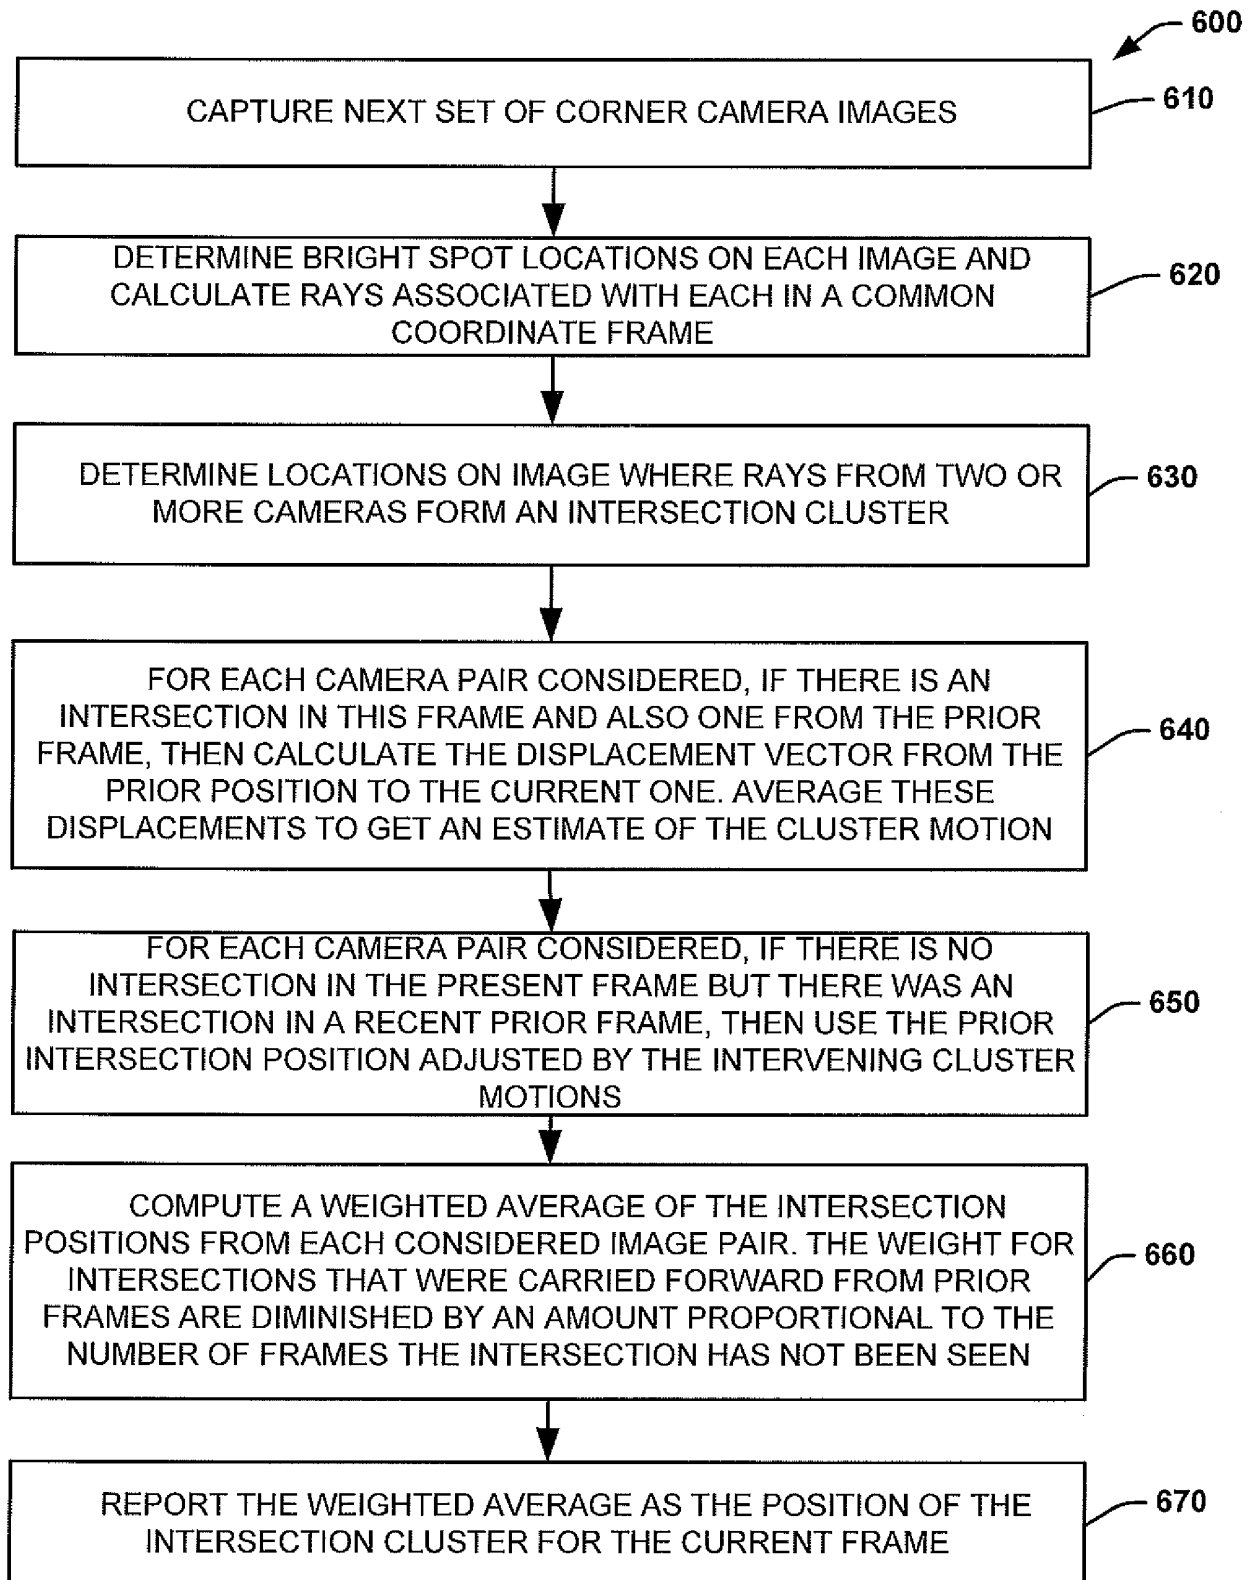 600
CAPTURE NEXT SET OF CORNER CAMERA IMAGES
610
DETERMINE BRIGHT SPOT LOCATIONS ON EACH IMAGE AND
CALCULATE RAYS ASSOCIATED WITH EACH IN A COMMON
COORDINATE FRAME
620
DETERMINE LOCATIONS ON IMAGE WHERE RAYS FROM TWO OR
MORE CAMERAS FORM AN INTERSECTION CLUSTER
630
FOR EACH CAMERA PAIR CONSIDERED, IF THERE IS AN
INTERSECTION IN THIS FRAME AND ALSO ONE FROM THE PRIOR
FRAME, THEN CALCULATE THE DISPLACEMENT VECTOR FROM THE
PRIOR POSITION TO THE CURRENT ONE. AVERAGE THESE
DISPLACEMENTS TO GET AN ESTIMATE OF THE CLUSTER MOTION
640
FOR EACH CAMERA PAIR CONSIDERED, IF THERE IS NO
INTERSECTION IN THE PRESENT FRAME BUT THERE WAS AN
INTERSECTION IN A RECENT PRIOR FRAME, THEN USE THE PRIOR
INTERSECTION POSITION ADJUSTED BY THE INTERVENING CLUSTER
MOTIONS
650
COMPUTE A WEIGHTED AVERAGE OF THE INTERSECTION
POSITIONS FROM EACH CONSIDERED IMAGE PAIR. THE WEIGHT FOR
INTERSECTIONS THAT WERE CARRIED FORWARD FROM PRIOR
FRAMES ARE DIMINISHED BY AN AMOUNT PROPORTIONAL TO THE
NUMBER OF FRAMES THE INTERSECTION HAS NOT BEEN SEEN
660
REPORT THE WEIGHTED AVERAGE AS THE POSITION OF THE
INTERSECTION CLUSTER FOR THE CURRENT FRAME
670